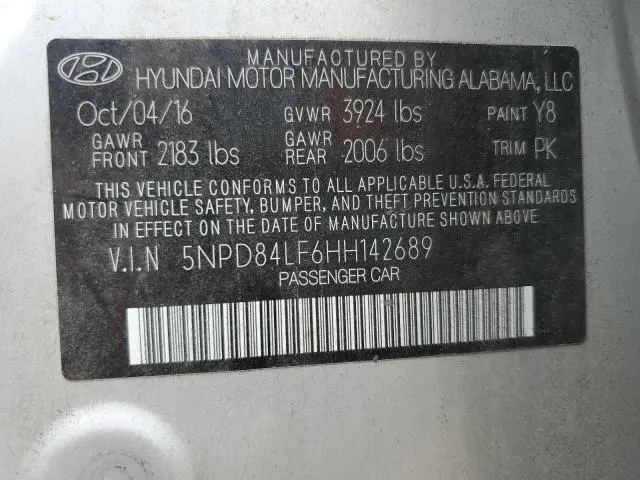 MANUFACTURED BY
HYUNDAI MOTOR MANUFACTURING ALABAMA, LLC
Oct/04/16 GVWR 3924 lbs PAINT Y8
GAWR FRONT 2183 lbs GAWR REAR 2006 lbs TRIM PK
THIS VEHICLE CONFORMS TO ALL APPLICABLE U.S.A. FEDERAL
MOTOR VEHICLE SAFETY, BUMPER, AND THEFT PREVENTION STANDARDS
IN EFFECT ON THE DATE OF MANUFACTURE SHOWN ABOVE
V.I.N 5NPD84LF6HH142689
PASSENGER CAR